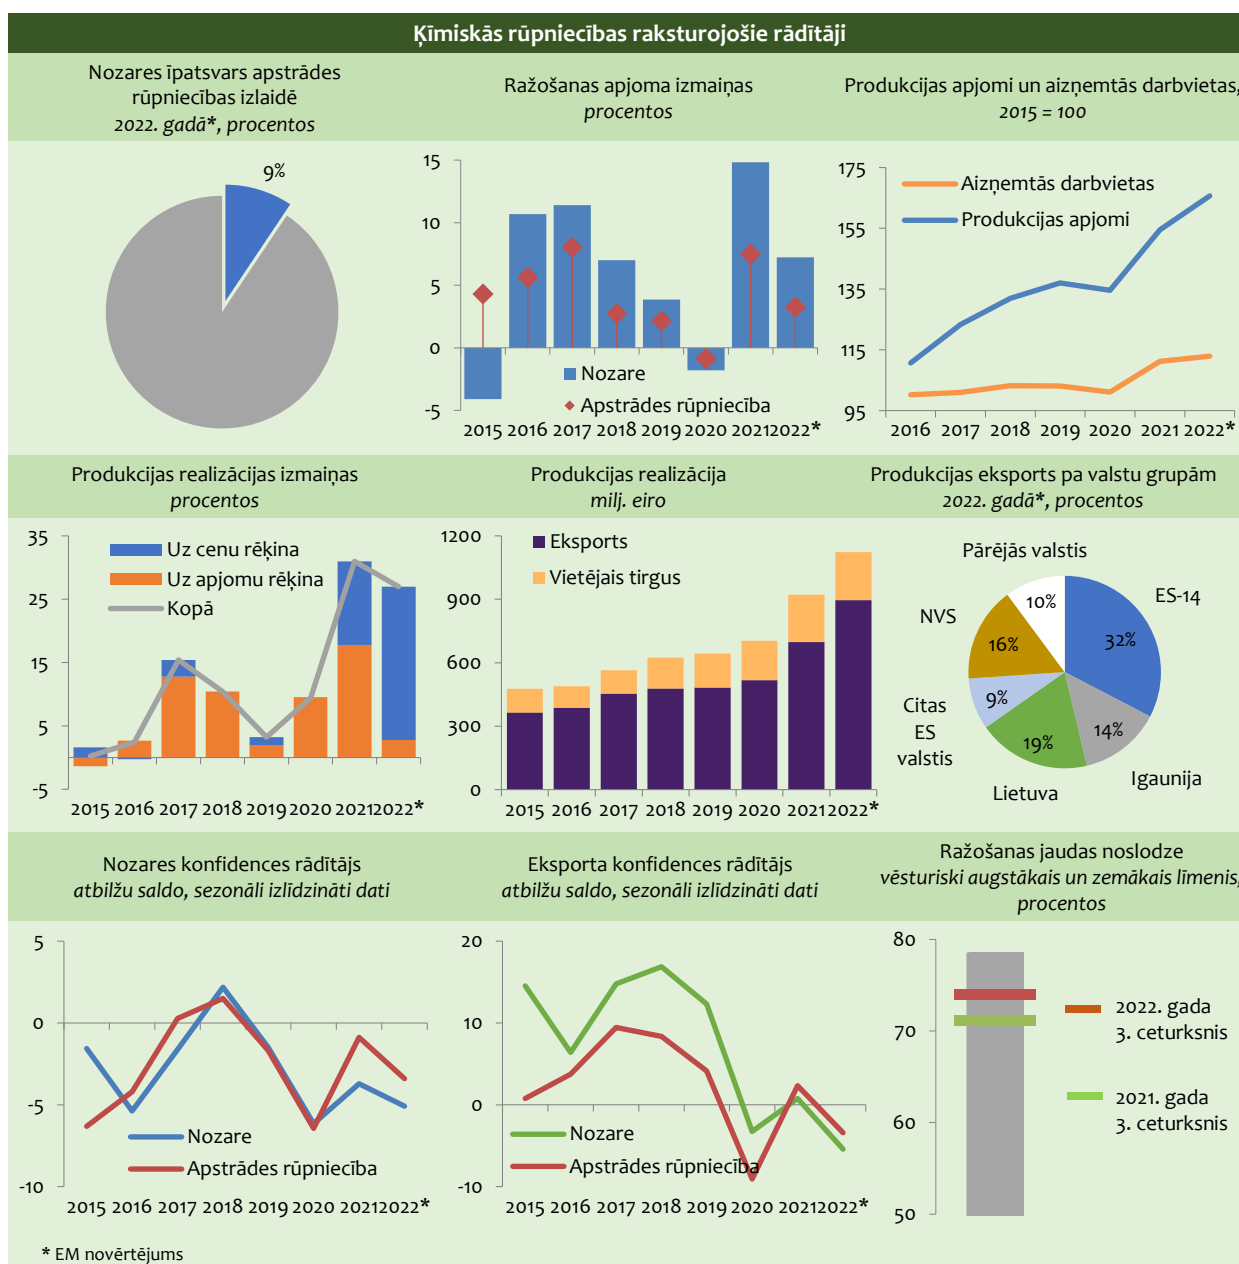 Ķīmiskās rūpniecības raksturojošie rādītāji
Nozares īpatsvars apstrādes
rūpniecības izlaidē
2022. gadā*, procentos
9%
Ražošanas apjoma izmaiņas
procentos
15
10
5
0
-5
Nozare
Apstrādes rūpniecība
2015 2016 2017 2018 2019 2020 2021 2022*
Produkcijas apjomi un aizņemtās darbvietas,
2015 = 100
175
155
135
115
95
Aizņemtās darbvietas
Produkcijas apjomi
2016 2017 2018 2019 2020 2021 2022*
Produkcijas realizācijas izmaiņas
procentos
35
25
15
5
-5
Uz cenu rēķina
Uz apjomu rēķina
Kopā
2015 2016 2017 2018 2019 2020 2021 2022*
Produkcijas realizācija
milj. eiro
1200
900
600
300
0
Eksports
Vietējais tirgus
2015 2016 2017 2018 2019 2020 2021 2022*
Produkcijas eksports pa valstu grupām
2022. gadā*, procentos
Pārējās valstis
10%
ES-14
32%
NVS
16%
Citas
ES
valstis
9%
19%
14%
Igaunija
Lietuva
Nozares konfidences rādītājs
atbilžu saldo, sezonāli izlīdzināti dati
5
0
-5
-10
Nozare
Apstrādes rūpniecība
2015 2016 2017 2018 2019 2020 2021 2022*
Eksporta konfidences rādītājs
atbilžu saldo, sezonāli izlīdzināti dati
20
10
0
-10
Nozare
Apstrādes rūpniecība
2015 2016 2017 2018 2019 2020 2021 2022*
Ražošanas jaudas noslodze
vēsturiski augstākais un zemākais līmenis,
procentos
80
70
60
50
2022. gada
3. ceturksnis
2021. gada
3. ceturksnis
* EM novērtējums